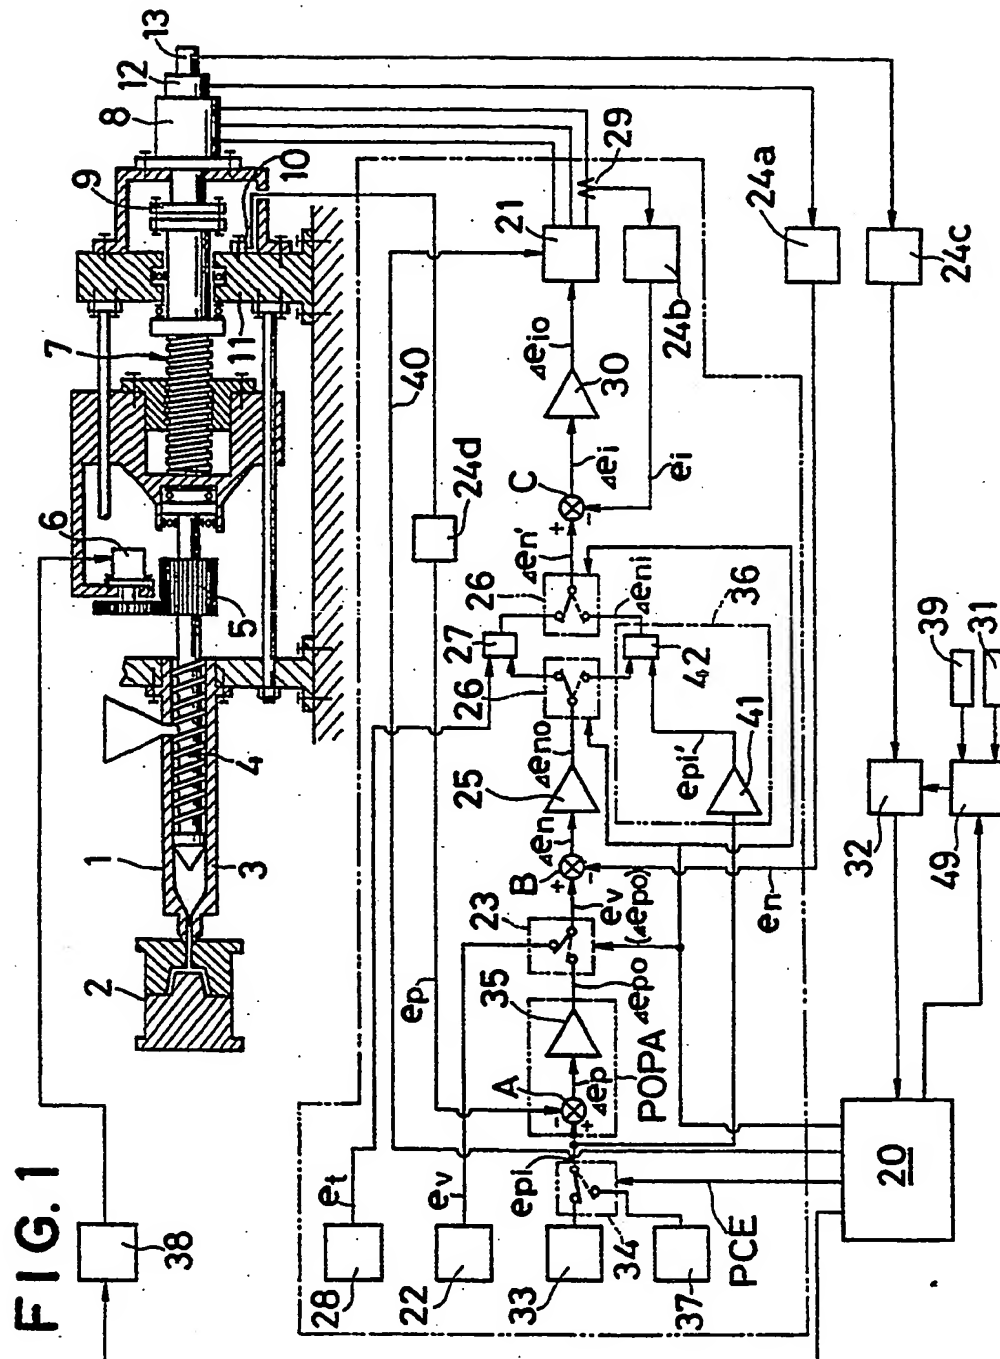 FIG. 1
13
12
8
9
10
7
11
6
5
4
1
3
2
40
21
29
24a
24c
24b
Δeio
30
24d
C
Δei
ei
+
-
Δen'
26
27
Δeni
36
26
42
39
31
Δeno
25
epi'
41
32
49
Δen
B
+
-
en
ev
(Δepo)
23
35
Δepo
ep
A
Δep
POPA
-
+
epi
et
ev
34
PCE
20
38
28
22
33
37